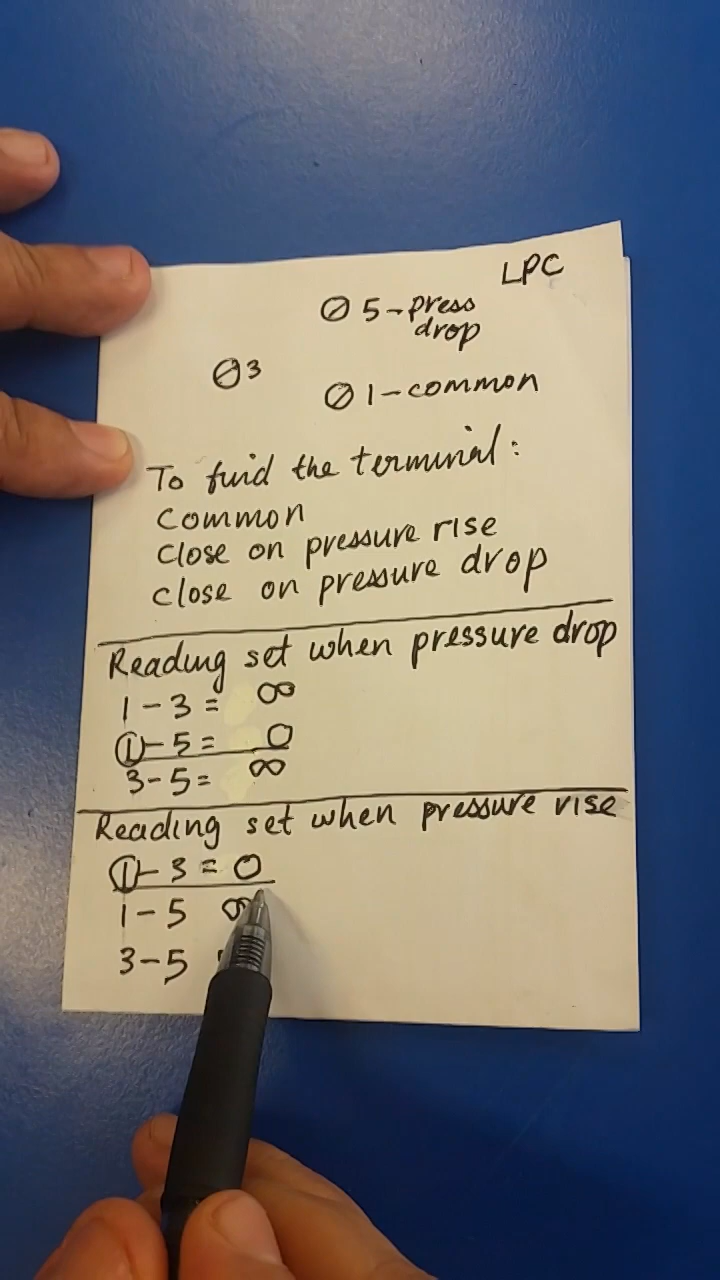 LPC
∅ 5-press
drop
∅3
∅ 1-common
To find the terminal:
Common
Close on pressure rise
close on pressure drop
Reading set when pressure drop
1-3= ∞
①-5= 0
3-5= ∞
Reading set when pressure rise
①-3=0
1-5 ∞
3-5